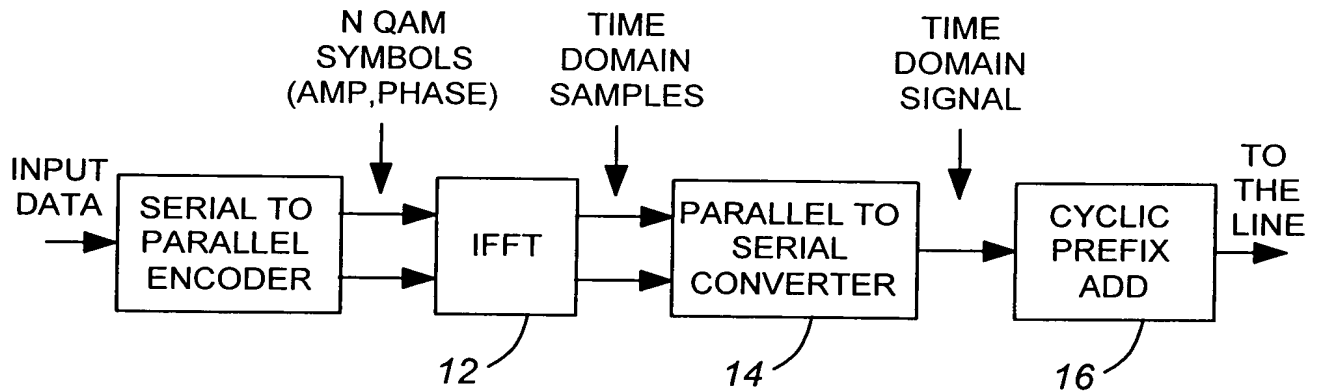 N QAM
SYMBOLS
(AMP,PHASE)
TIME
DOMAIN
SAMPLES
TIME
DOMAIN
SIGNAL
INPUT
DATA
SERIAL TO
PARALLEL
ENCODER
IFFT
PARALLEL TO
SERIAL
CONVERTER
CYCLIC
PREFIX
ADD
TO
THE
LINE
12
14
16